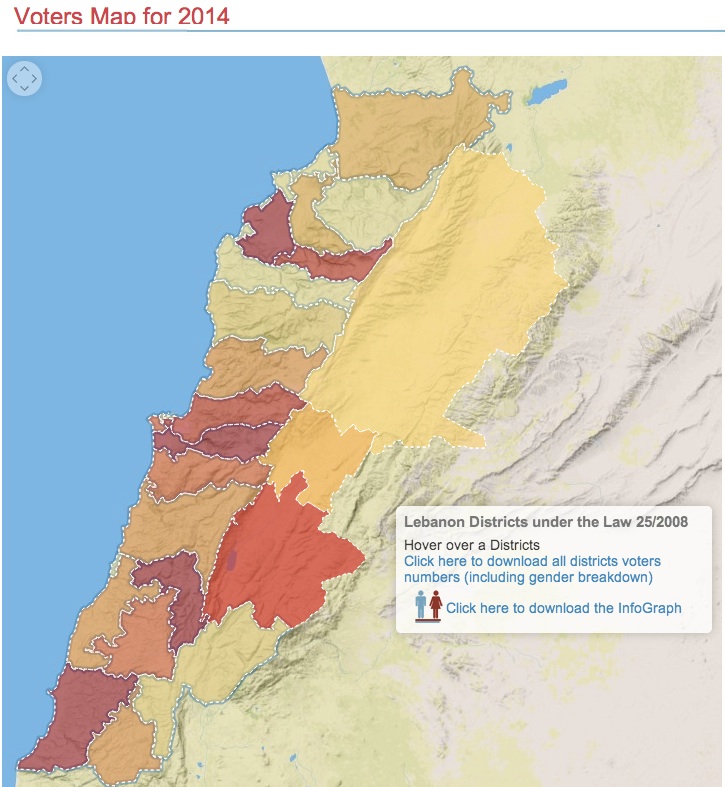 Voters Map for 2014
Lebanon Districts under the Law 25/2008
Hover over a Districts
Click here to download all districts voters
numbers (including gender breakdown)
Click here to download the InfoGraph